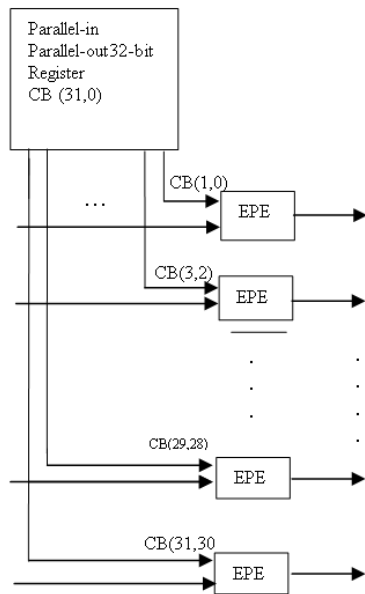 Parallel-in
Parallel-out32-bit
Register
CB (31,0)
...
CB(1,0)
EPE
CB(3,2)
EPE
CB(29,28)
EPE
CB(31,30
EPE